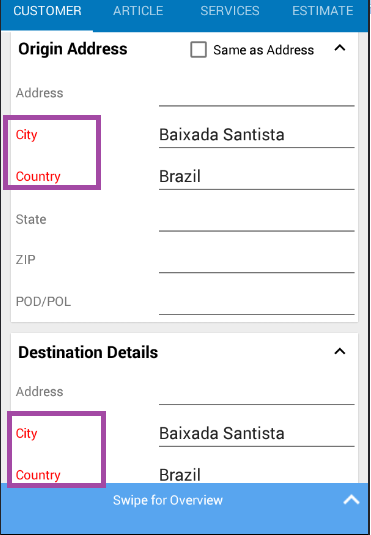 CUSTOMER ARTICLE SERVICES ESTIMATE
Origin Address Same as Address
Address
City Baixada Santista
Country Brazil
State
ZIP
POD/POL
Destination Details
Address
City Baixada Santista
Country Brazil
Swipe for Overview